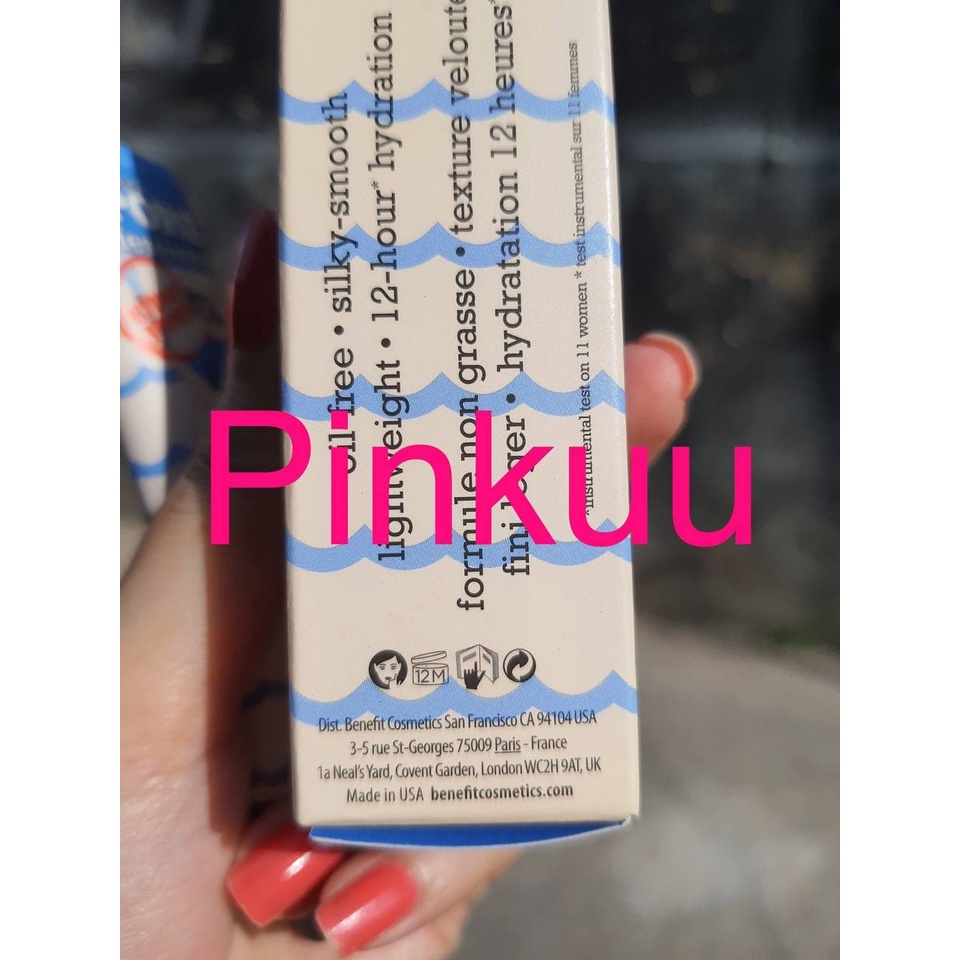 oil free • silky-smooth
lightweight • 12-hour* hydration
formule non grasse • texture velouté
fini léger • hydratation 12 heures*
*instrumental test on 11 women * test instrumental sur 11 femmes
Pinkuu
12M
Dist. Benefit Cosmetics San Francisco CA 94104 USA
3-5 rue St-Georges 75009 Paris - France
1a Neal's Yard, Covent Garden, London WC2H 9AT, UK
Made in USA benefitcosmetics.com